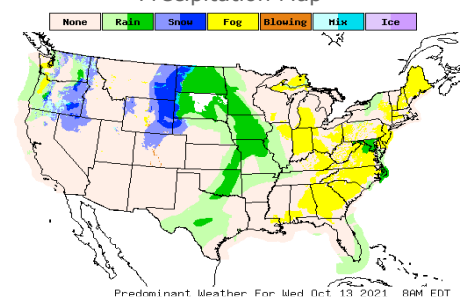 Precipitation Map
None Rain Snow Fog Blowing Mix Ice
Predominant Weather For Wed Oct 13 2021 8AM EDT